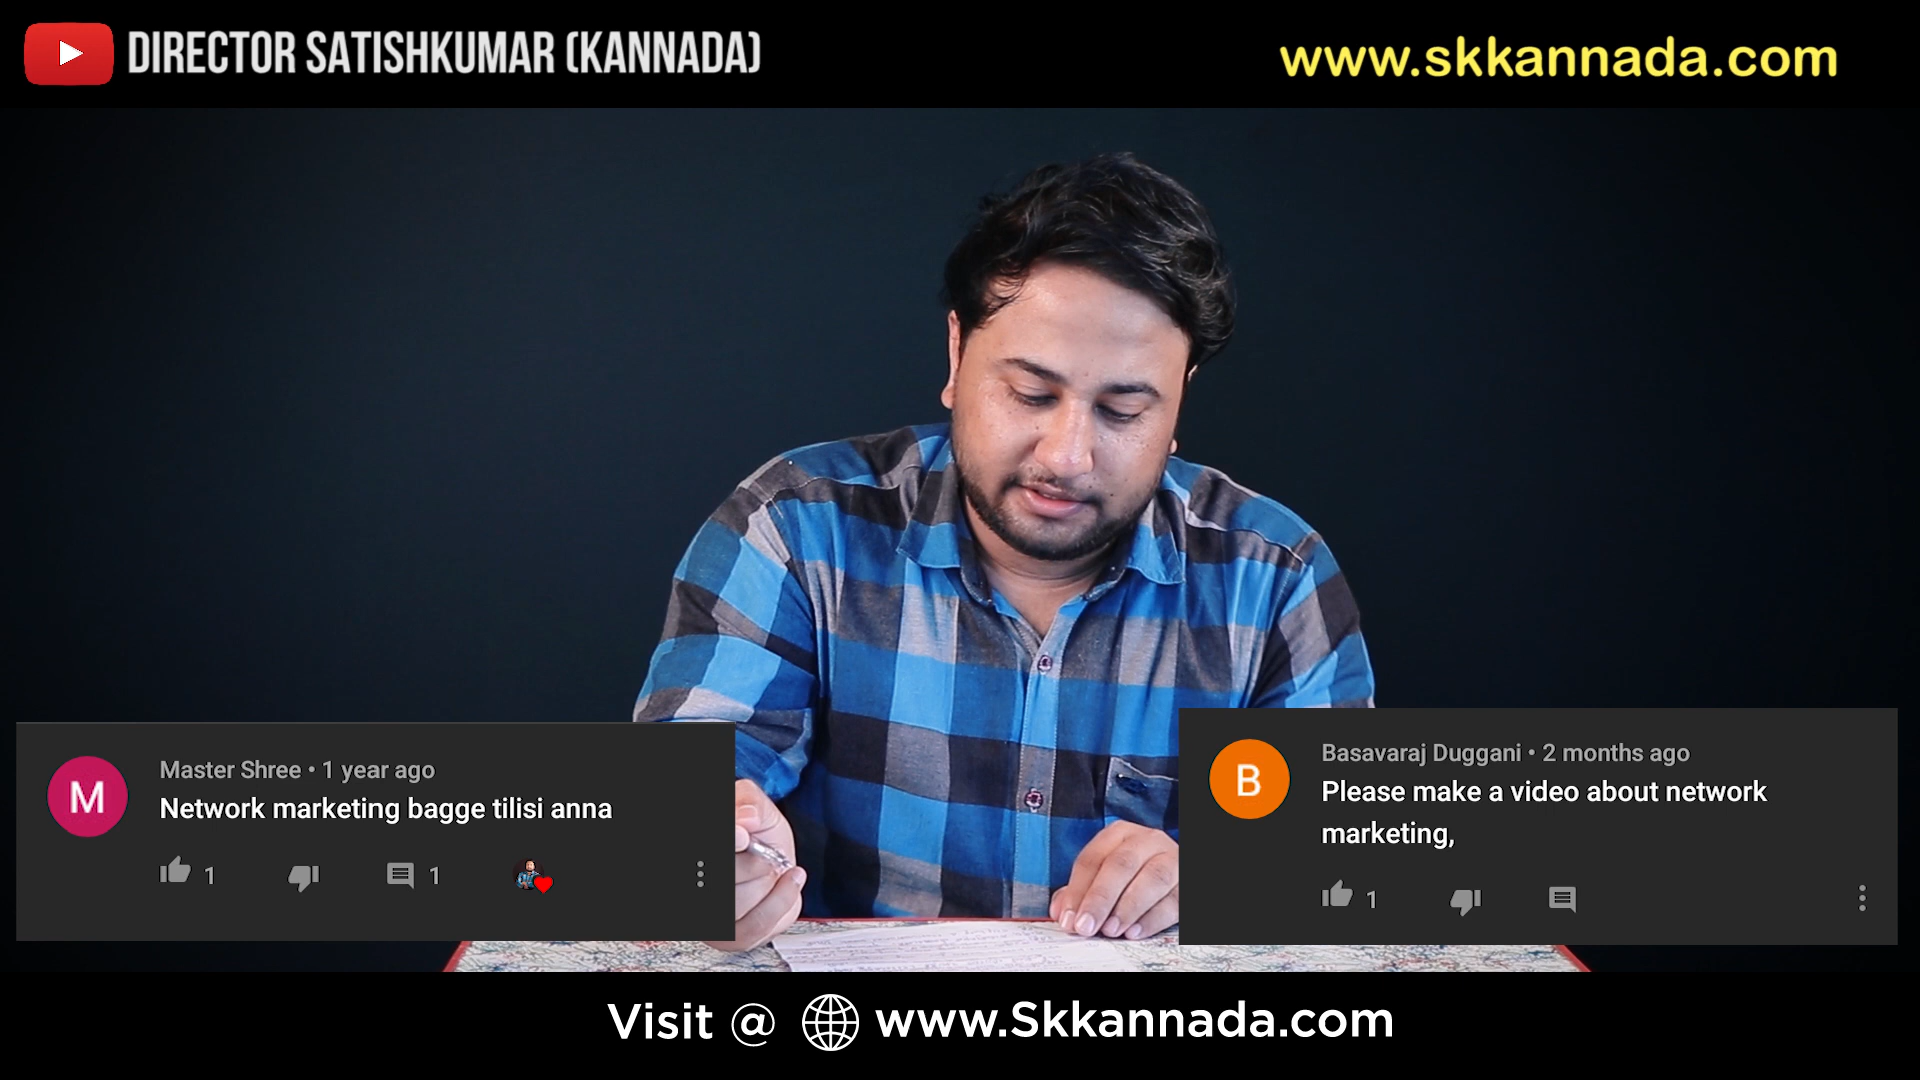 DIRECTOR SATISHKUMAR (KANNADA)
www.skkannada.com
M
Master Shree • 1 year ago
Network marketing bagge tilisi anna
1
1
B
Basavaraj Duggani • 2 months ago
Please make a video about network
marketing,
1
Visit @ www.Skkannada.com